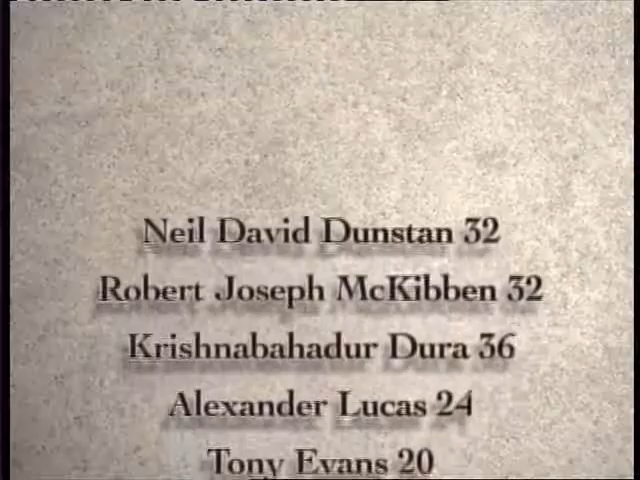 Neil David Dunstan 32
Robert Joseph McKibben 32
Krishnabahadur Dura 36
Alexander Lucas 24
Tony Evans 20